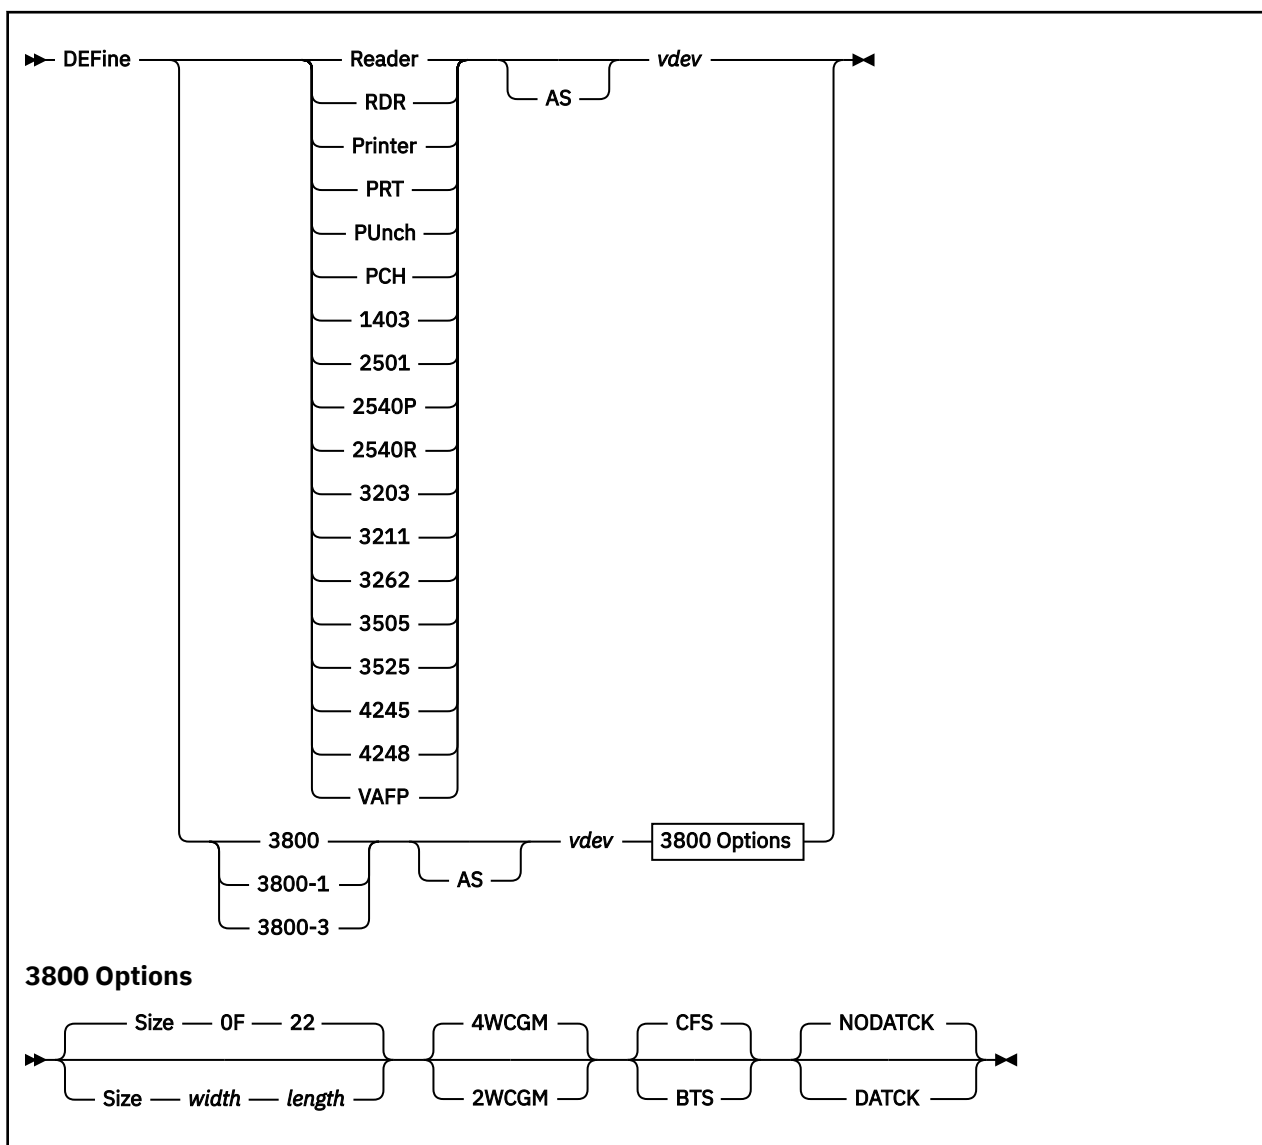 DEFine Reader vdev
AS
RDR
Printer
PRT
PUnch
PCH
1403
2501
2540P
2540R
3203
3211
3262
3505
3525
4245
4248
VAFP
3800 vdev 3800 Options
AS
3800-1
3800-3
3800 Options
Size 0F 22 4WCGM CFS NODATCK
Size width length 2WCGM BTS DATCK